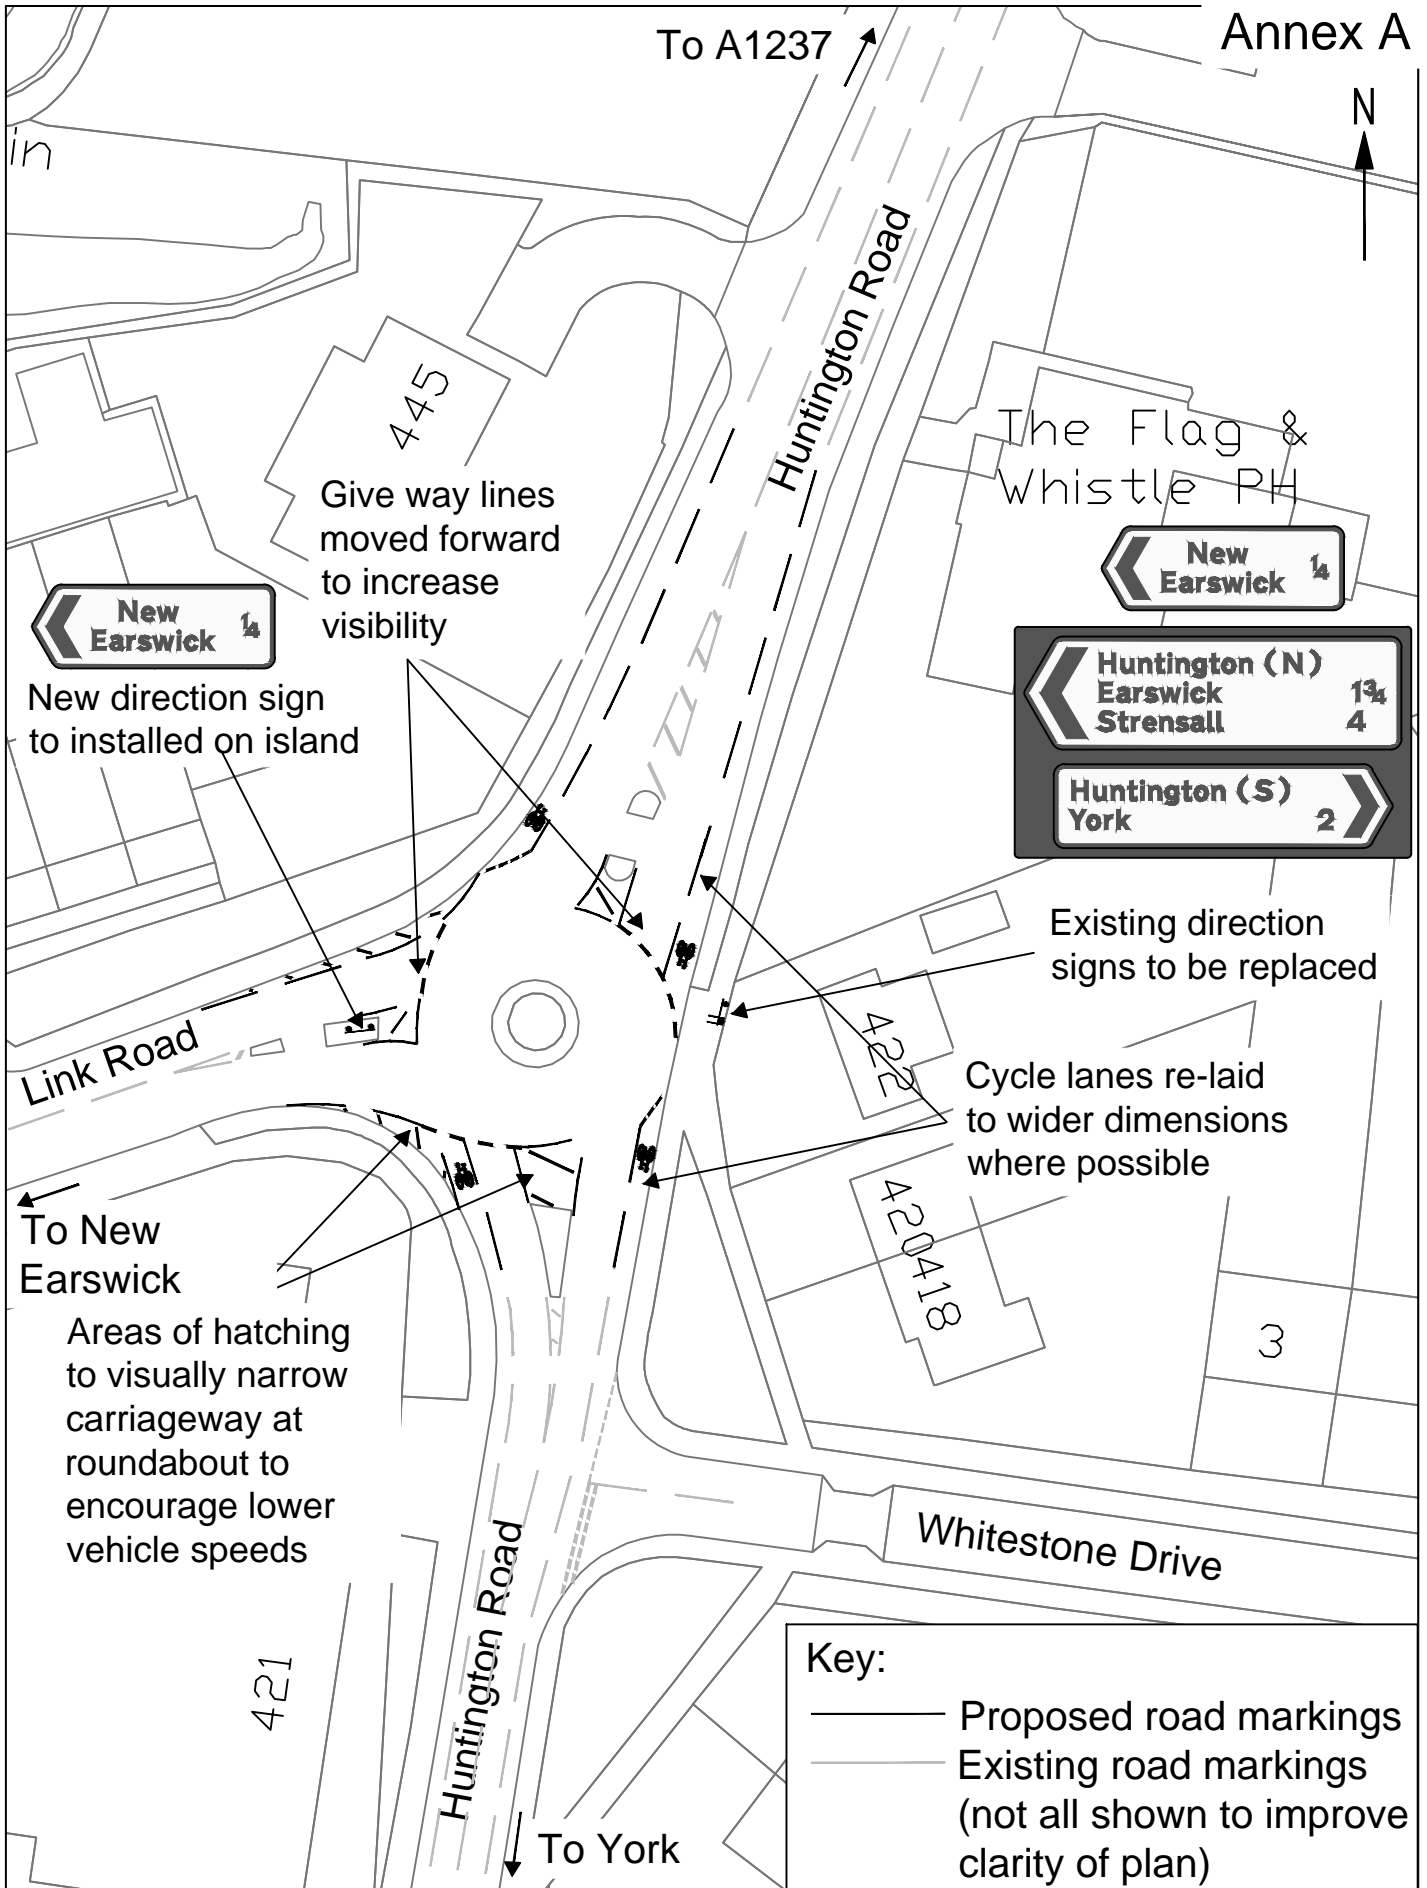 Annex A
To A1237
N
in
Huntington Road
445
The Flag &
Whistle PH
Give way lines
moved forward
to increase
visibility
New
Earswick ¼
New
Earswick ¼
Huntington (N)
Earswick 1¾
Strensall 4
Huntington (S)
York 2
New direction sign
to installed on island
Existing direction
signs to be replaced
Link Road
422
Cycle lanes re-laid
to wider dimensions
where possible
To New
Earswick
420418
3
Areas of hatching
to visually narrow
carriageway at
roundabout to
encourage lower
vehicle speeds
Whitestone Drive
Huntington Road
421
To York
Key:
Proposed road markings
Existing road markings
(not all shown to improve
clarity of plan)